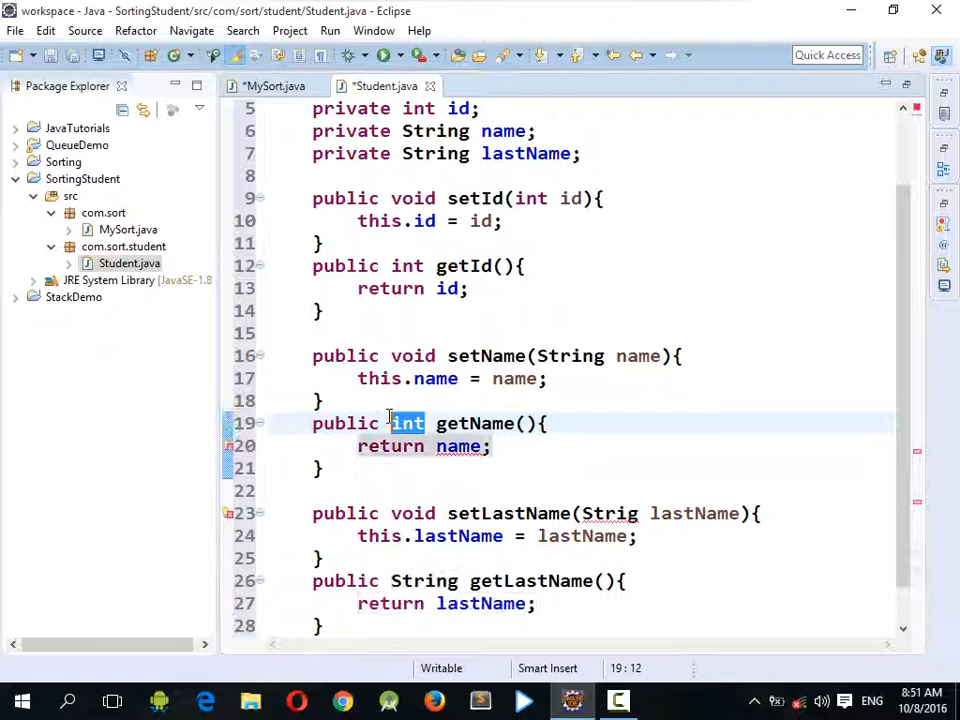 workspace - Java - SortingStudent/src/com/sort/student/Student.java - Eclipse
File Edit Source Refactor Navigate Search Project Run Window Help
Quick Access
Package Explorer
*MySort.java
*Student.java
JavaTutorials
QueueDemo
Sorting
SortingStudent
src
com.sort
MySort.java
com.sort.student
Student.java
JRE System Library [JavaSE-1.8
StackDemo
5 private int id;
6 private String name;
7 private String lastName;
8
9 public void setId(int id){
10 this.id = id;
11 }
12 public int getId(){
13 return id;
14 }
15
16 public void setName(String name){
17 this.name = name;
18 }
19 public int getName(){
20 return name;
21 }
22
23 public void setLastName(Strig lastName){
24 this.lastName = lastName;
25 }
26 public String getLastName(){
27 return lastName;
28 }
Writable
Smart Insert
19 : 12
ENG
8:51 AM
10/8/2016